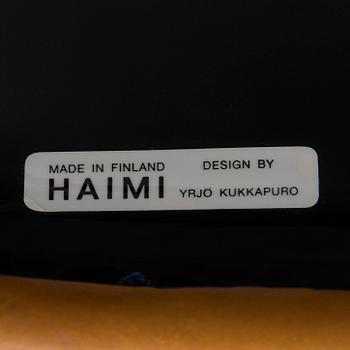 MADE IN FINLAND
HAIMI
DESIGN BY
YRJÖ KUKKAPURO